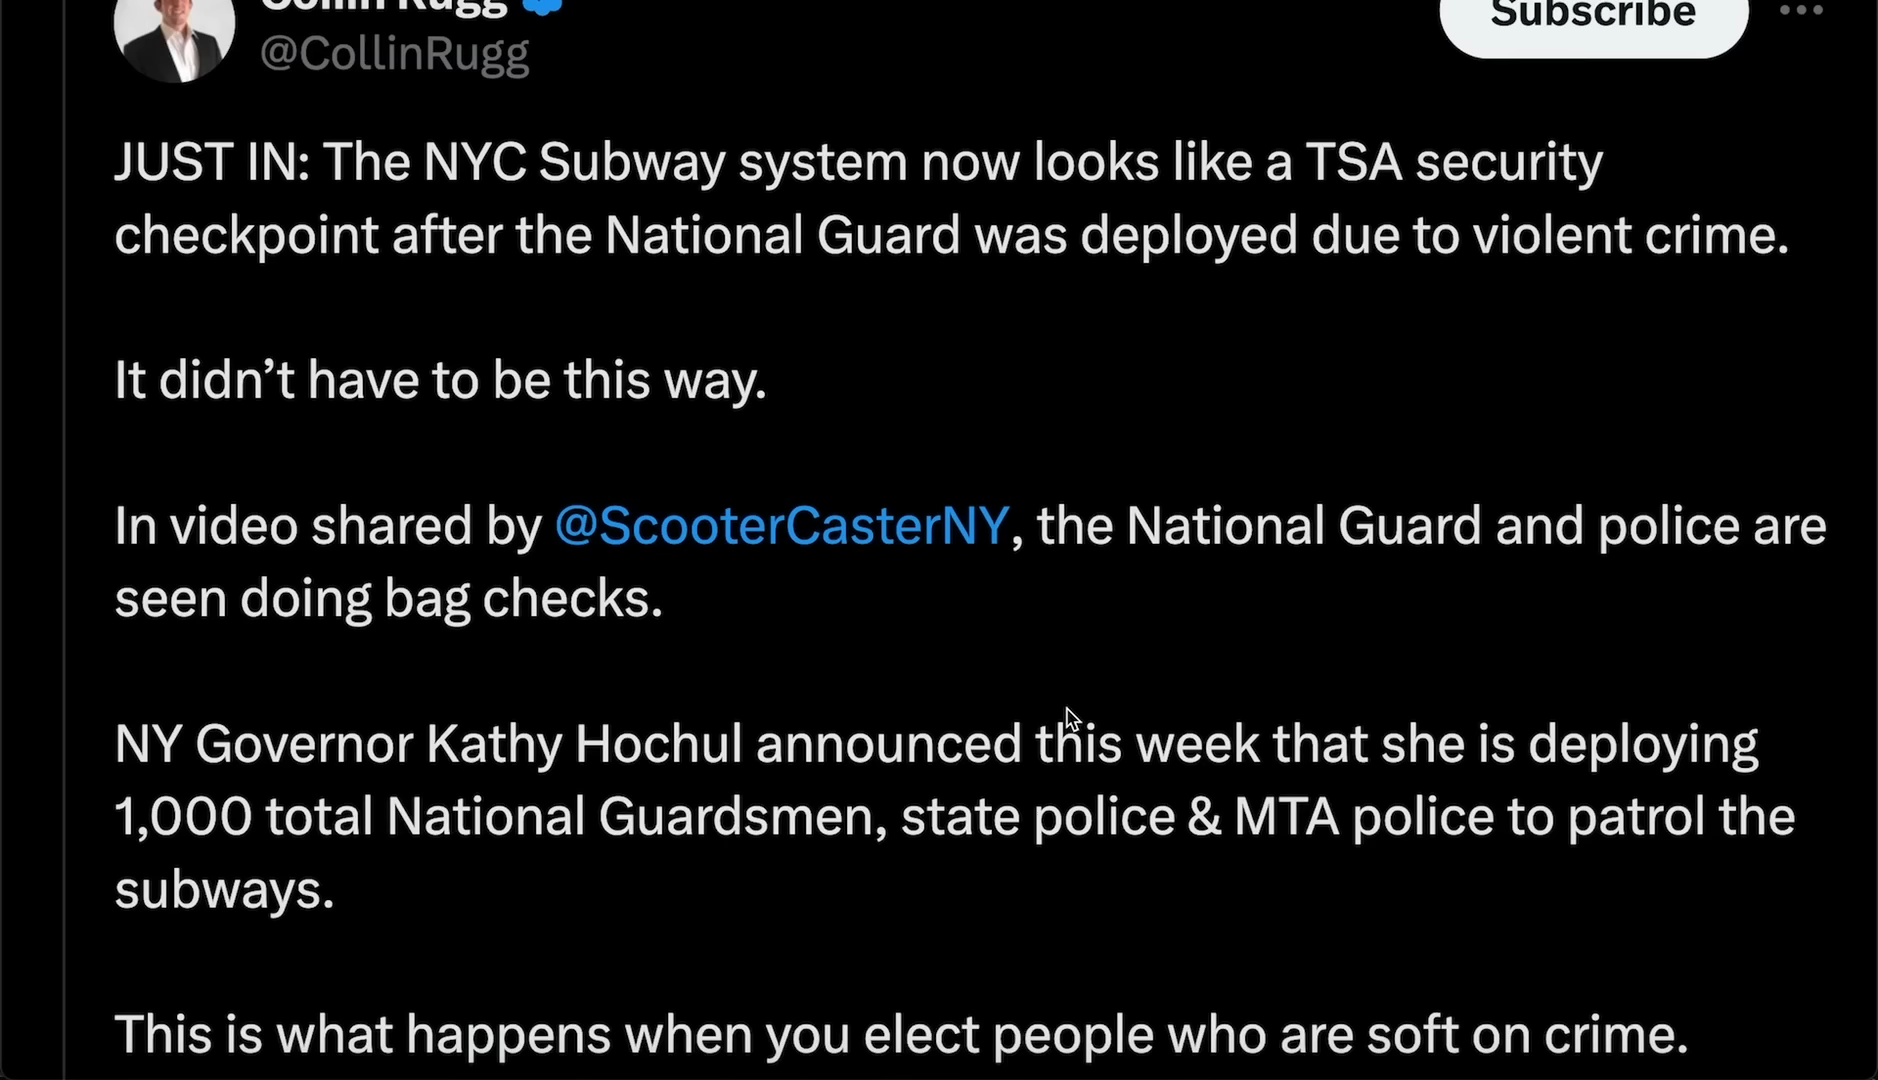 Collin Rugg
Subscribe
@CollinRugg
JUST IN: The NYC Subway system now looks like a TSA security
checkpoint after the National Guard was deployed due to violent crime.
It didn’t have to be this way.
In video shared by @ScooterCasterNY, the National Guard and police are
seen doing bag checks.
NY Governor Kathy Hochul announced this week that she is deploying
1,000 total National Guardsmen, state police & MTA police to patrol the
subways.
This is what happens when you elect people who are soft on crime.